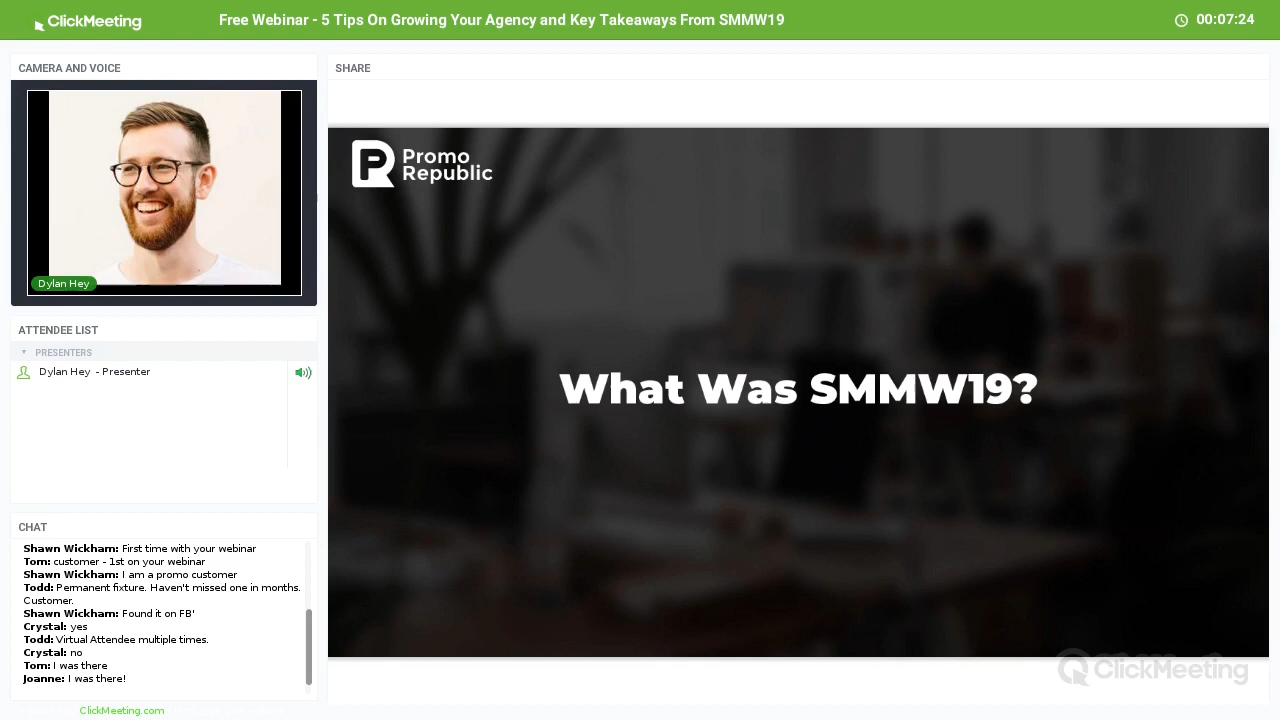 ClickMeeting
Free Webinar - 5 Tips On Growing Your Agency and Key Takeaways From SMMW19
00:07:24
CAMERA AND VOICE
Dylan Hey
ATTENDEE LIST
PRESENTERS
Dylan Hey - Presenter
CHAT
Shawn Wickham: First time with your webinar
Tom: customer - 1st on your webinar
Shawn Wickham: I am a promo customer
Todd: Permanent fixture. Haven't missed one in months.
Customer.
Shawn Wickham: Found it on FB'
Crystal: yes
Todd: Virtual Attendee multiple times.
Crystal: no
Tom: I was there
Joanne: I was there!
ClickMeeting.com
SHARE
Promo
Republic
What Was SMMW19?
ClickMeeting